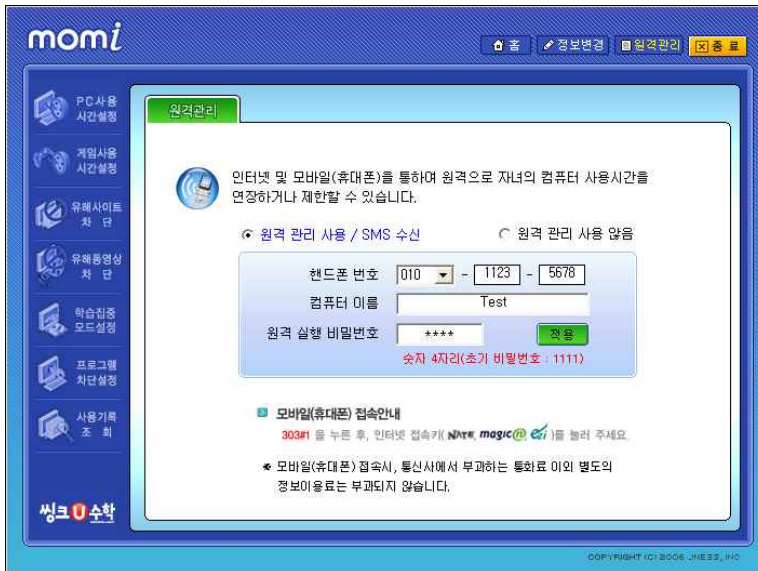 momi
홈
정보변경
원격관리
종 료
PC사용
시간설정
게임사용
시간설정
유해사이트
차 단
유해동영상
차 단
학습집중
모드설정
프로그램
차단설정
사용기록
조 회
씽크U수학
원격관리
인터넷 및 모바일(휴대폰)을 통하여 원격으로 자녀의 컴퓨터 사용시간을
연장하거나 제한할 수 있습니다.
원격 관리 사용 / SMS 수신 원격 관리 사용 않음
핸드폰 번호 010 - 1123 - 5678
컴퓨터 이름 Test
원격 실행 비밀번호 **** 적용
숫자 4자리(초기 비밀번호 : 1111)
모바일(휴대폰) 접속안내
303#1 을 누른 후, 인터넷 접속키( NATE, magicⓝ, ez-i )를 눌러 주세요.
* 모바일(휴대폰) 접속시, 통신사에서 부과하는 통화료 이외 별도의
정보이용료는 부과되지 않습니다.
COPYRIGHT (C) 2006 JNESS, INC